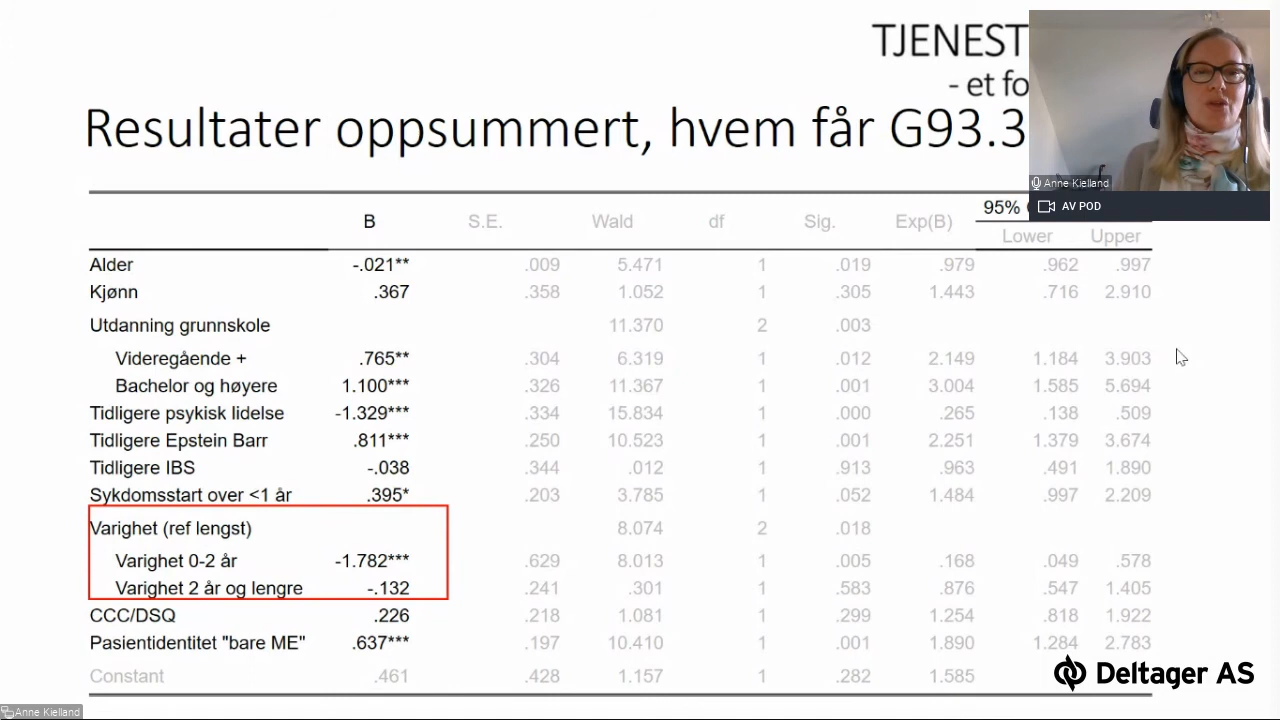 TJENEST
- et fo
Resultater oppsummert, hvem får G93.3
Anne Kielland
AV POD
95%
B S.E. Wald df Sig. Exp(B) Lower Upper
Alder -.021** .009 5.471 1 .019 .979 .962 .997
Kjønn .367 .358 1.052 1 .305 1.443 .716 2.910
Utdanning grunnskole 11.370 2 .003
Videregående + .765** .304 6.319 1 .012 2.149 1.184 3.903
Bachelor og høyere 1.100*** .326 11.367 1 .001 3.004 1.585 5.694
Tidligere psykisk lidelse -1.329*** .334 15.834 1 .000 .265 .138 .509
Tidligere Epstein Barr .811*** .250 10.523 1 .001 2.251 1.379 3.674
Tidligere IBS -.038 .344 .012 1 .913 .963 .491 1.890
Sykdomsstart over <1 år .395* .203 3.785 1 .052 1.484 .997 2.209
Varighet (ref lengst) 8.074 2 .018
Varighet 0-2 år -1.782*** .629 8.013 1 .005 .168 .049 .578
Varighet 2 år og lengre -.132 .241 .301 1 .583 .876 .547 1.405
CCC/DSQ .226 .218 1.081 1 .299 1.254 .818 1.922
Pasientidentitet "bare ME" .637*** .197 10.410 1 .001 1.890 1.284 2.783
Constant .461 .428 1.157 1 .282 1.585
Deltager AS
Anne Kielland